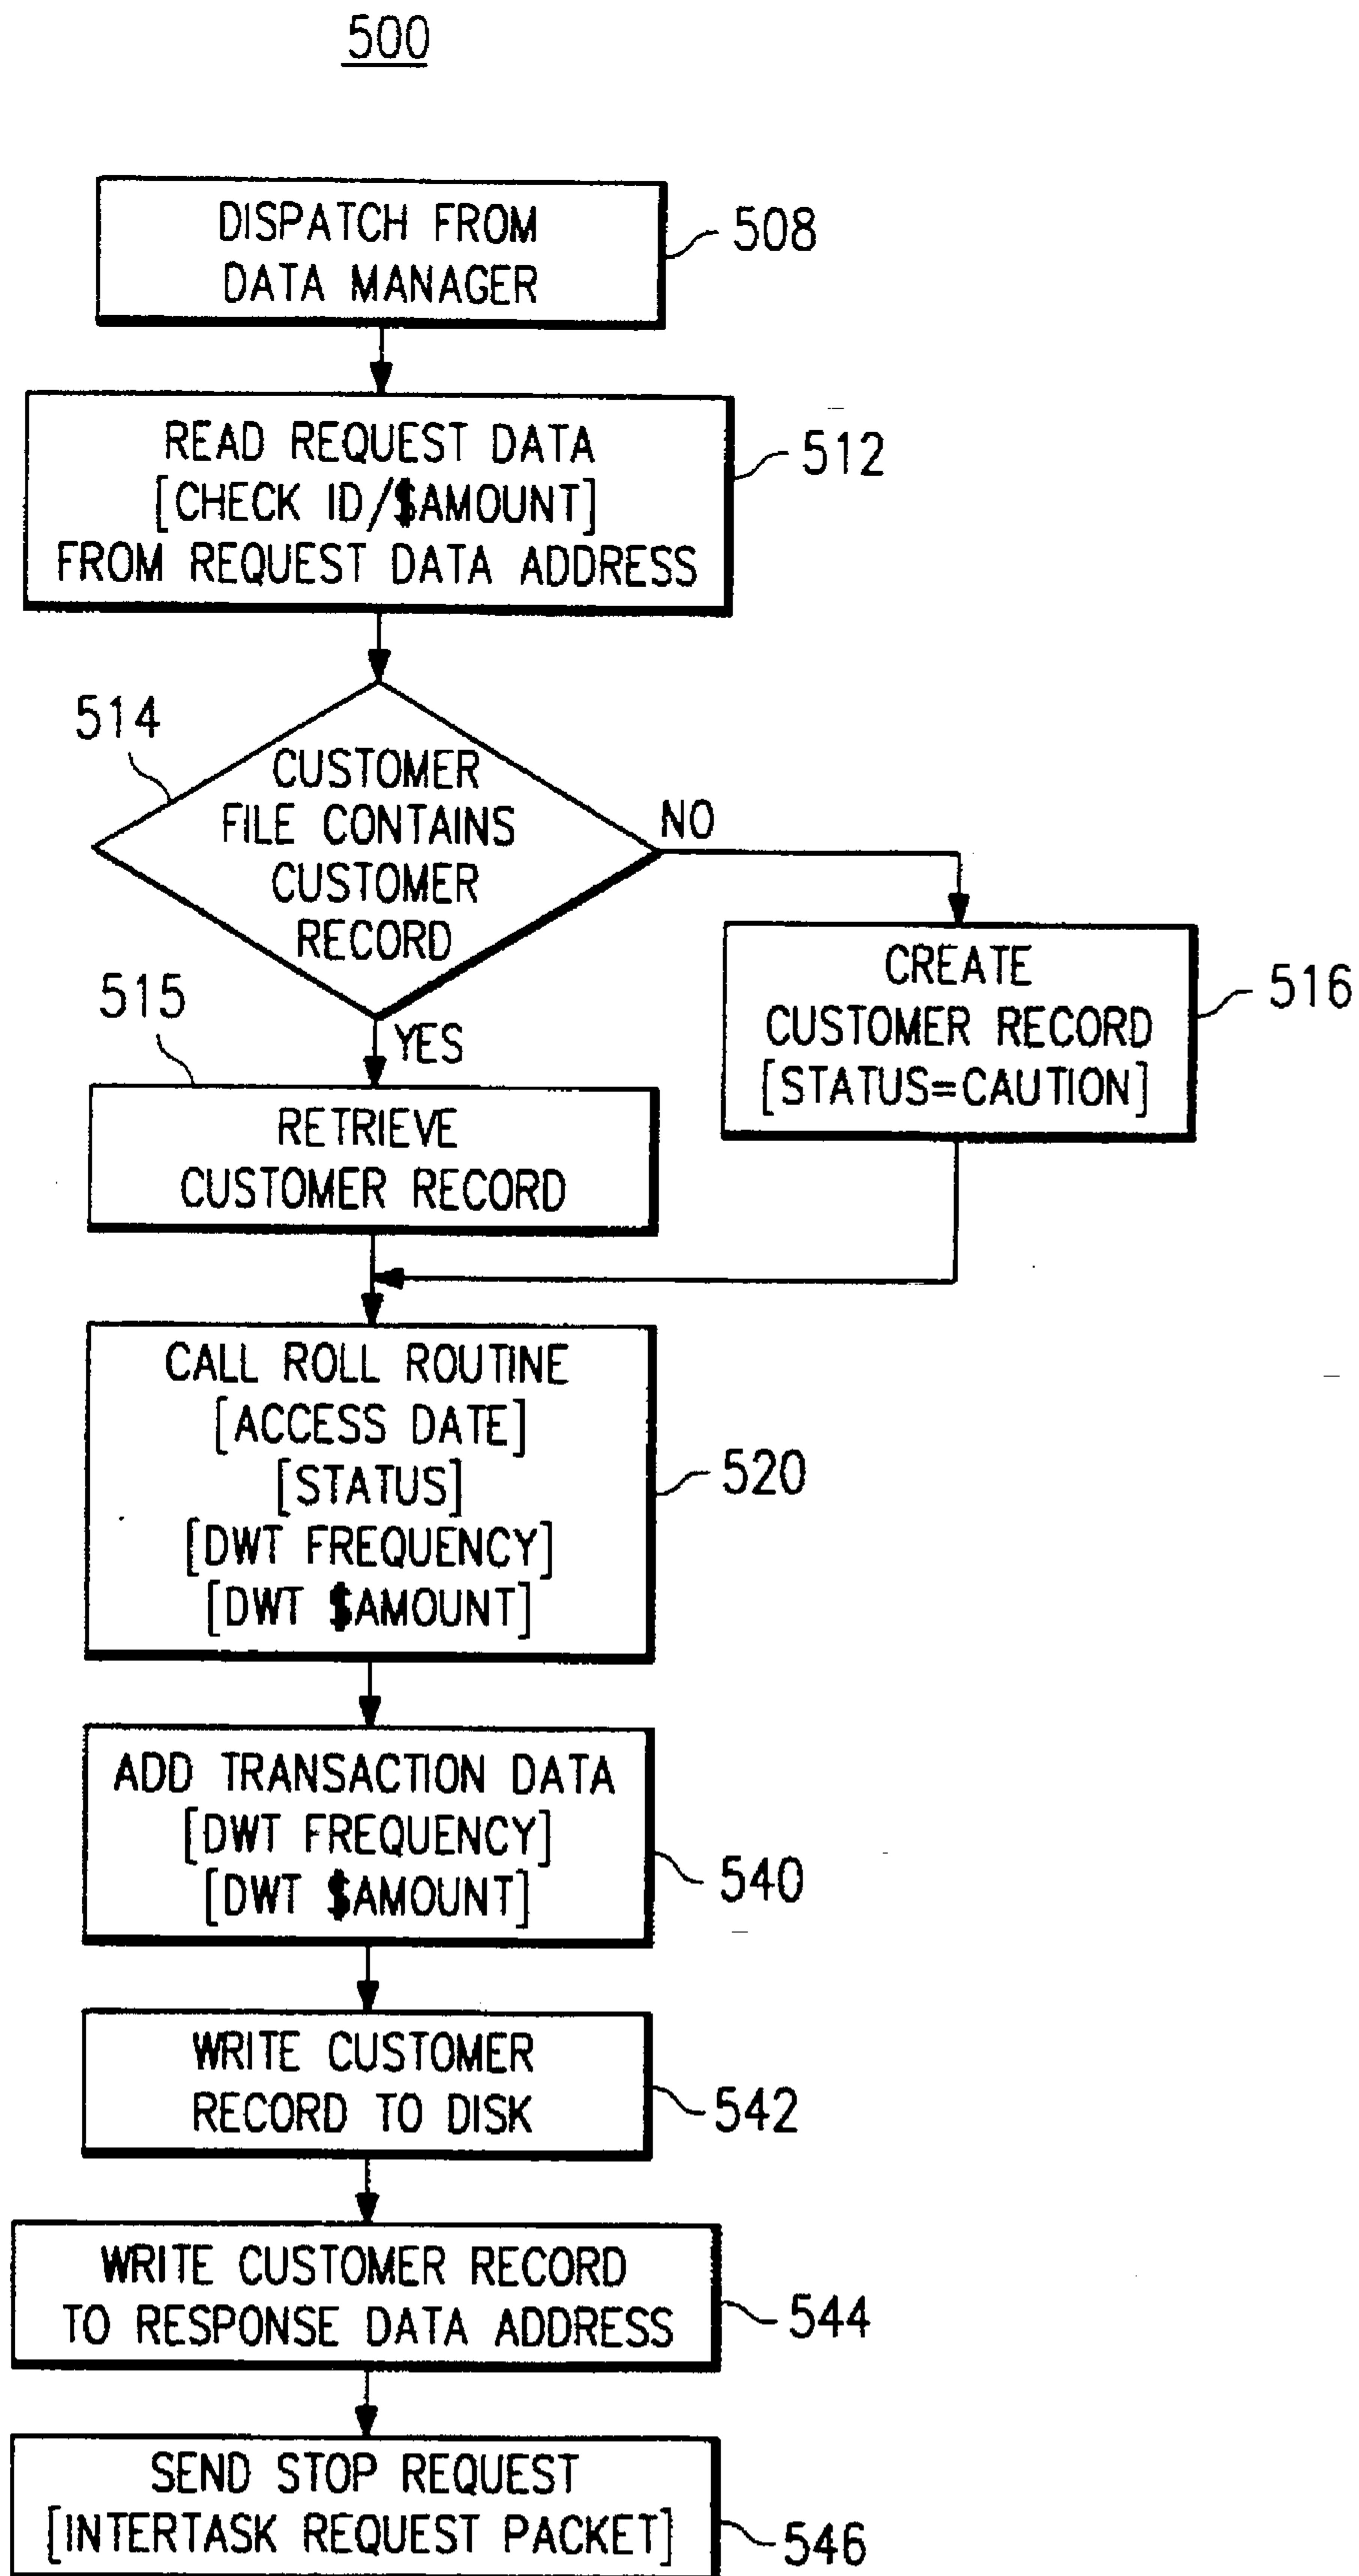 500
DISPATCH FROM
DATA MANAGER
508
READ REQUEST DATA
[CHECK ID/$AMOUNT]
FROM REQUEST DATA ADDRESS
512
514
CUSTOMER
FILE CONTAINS
CUSTOMER
RECORD
NO
YES
CREATE
CUSTOMER RECORD
[STATUS=CAUTION]
516
515
RETRIEVE
CUSTOMER RECORD
CALL ROLL ROUTINE
[ACCESS DATE]
[STATUS]
[DWT FREQUENCY]
[DWT $AMOUNT]
520
ADD TRANSACTION DATA
[DWT FREQUENCY]
[DWT $AMOUNT]
540
WRITE CUSTOMER
RECORD TO DISK
542
WRITE CUSTOMER RECORD
TO RESPONSE DATA ADDRESS
544
SEND STOP REQUEST
[INTERTASK REQUEST PACKET]
546